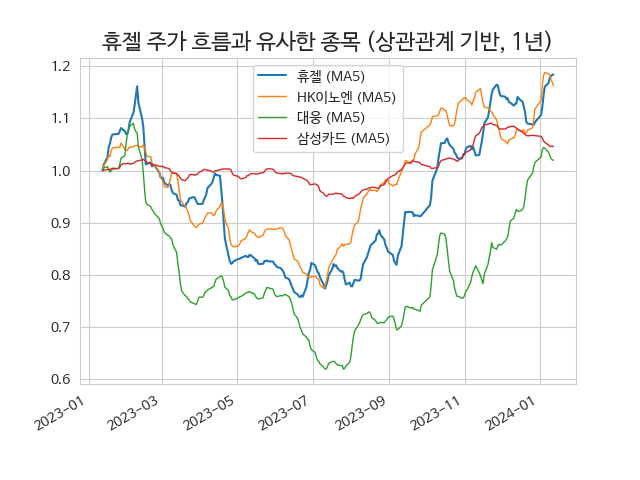 휴젤 주가 흐름과 유사한 종목 (상관관계 기반, 1년)
1.2
1.1
1.0
0.9
0.8
0.7
0.6
휴젤 (MA5)
HK이노엔 (MA5)
대웅 (MA5)
삼성카드 (MA5)
2023-01
2023-03
2023-05
2023-07
2023-09
2023-11
2024-01